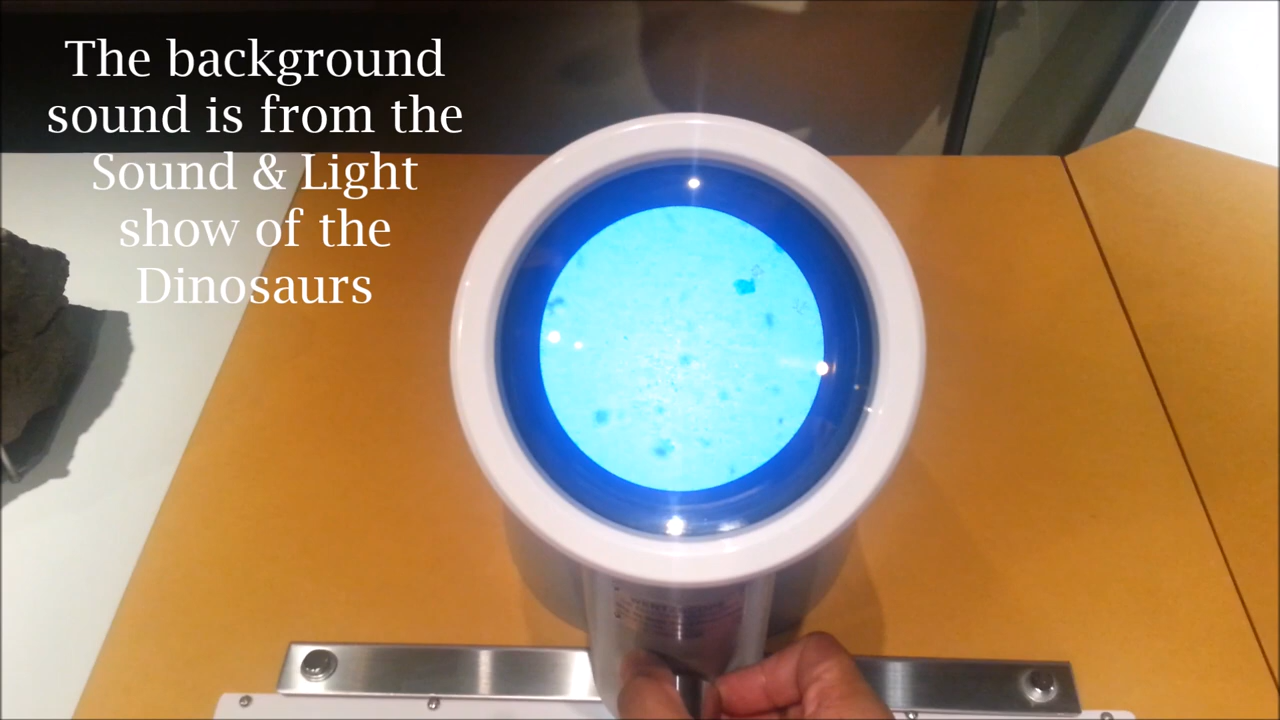 The background
sound is from the
Sound & Light
show of the
Dinosaurs